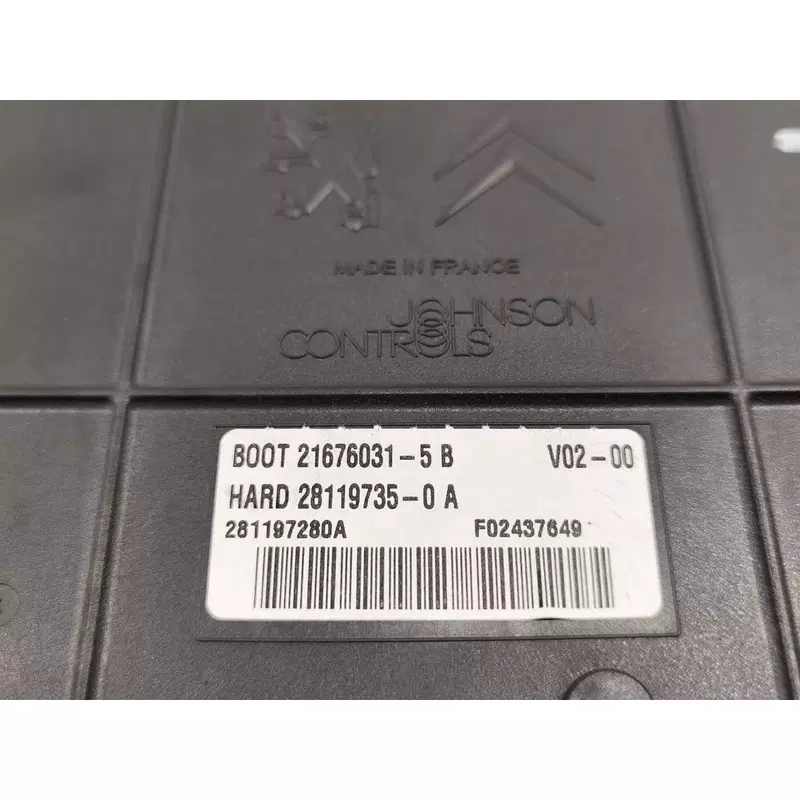 MADE IN FRANCE
JOHNSON
CONTROLS
BOOT 21676031-5 B V02-00
HARD 28119735-0 A
281197280A F02437649